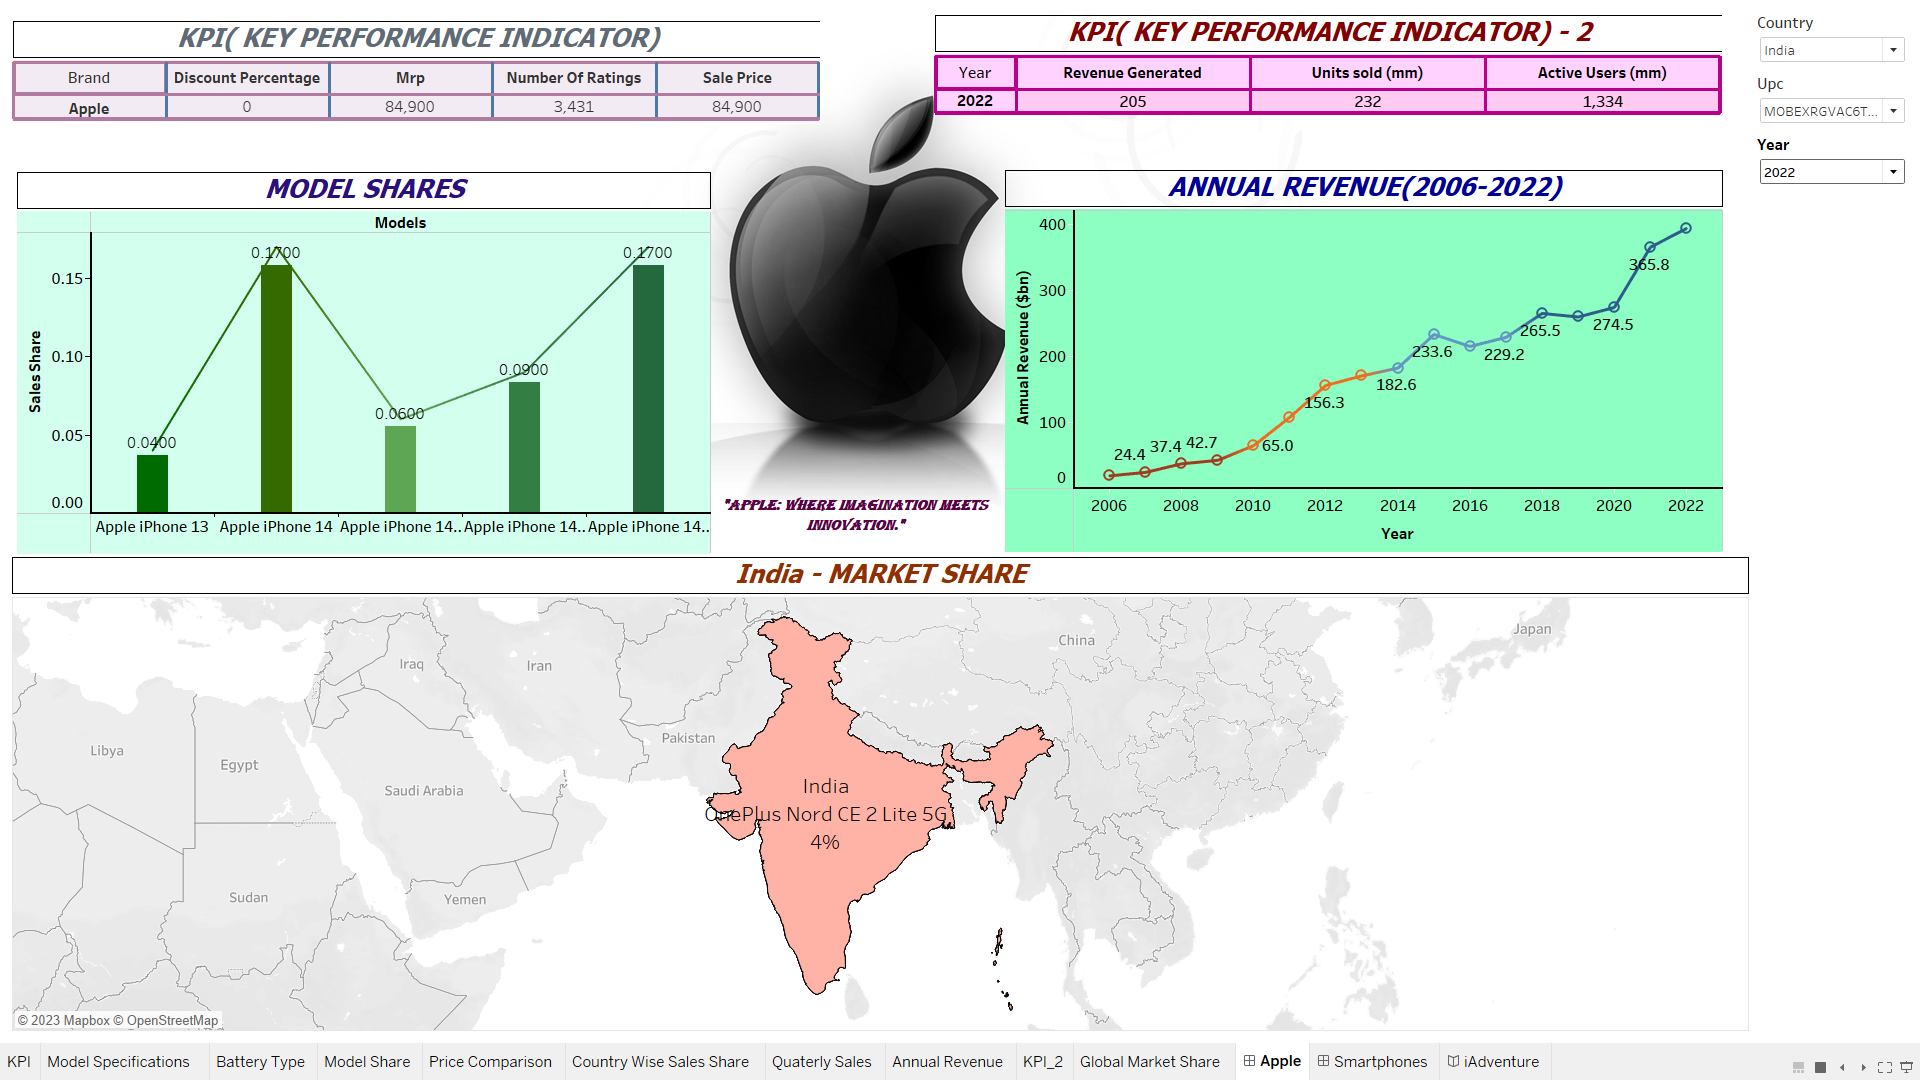 KPI( KEY PERFORMANCE INDICATOR)
Brand Discount Percentage Mrp Number Of Ratings Sale Price
Apple 0 84,900 3,431 84,900
KPI( KEY PERFORMANCE INDICATOR) - 2
Year Revenue Generated Units sold (mm) Active Users (mm)
2022 205 232 1,334
Country
India
Upc
MOBEXRGVAC6T...
Year
2022
MODEL SHARES
Models
Sales Share
0.15
0.10
0.05
0.00
0.0400
0.1700
0.0600
0.0900
0.1700
Apple iPhone 13 Apple iPhone 14 Apple iPhone 14.. Apple iPhone 14.. Apple iPhone 14..
"APPLE: WHERE IMAGINATION MEETS
INNOVATION."
ANNUAL REVENUE(2006-2022)
Annual Revenue ($bn)
400
300
200
100
0
24.4
37.4
42.7
65.0
156.3
182.6
233.6
229.2
265.5
274.5
365.8
2006 2008 2010 2012 2014 2016 2018 2020 2022
Year
India - MARKET SHARE
Japan
China
Iraq
Iran
Pakistan
Libya
Egypt
Saudi Arabia
India
OnePlus Nord CE 2 Lite 5G
4%
Sudan
Yemen
© 2023 Mapbox © OpenStreetMap
KPI Model Specifications Battery Type Model Share Price Comparison Country Wise Sales Share Quaterly Sales Annual Revenue KPI_2 Global Market Share Apple Smartphones iAdventure